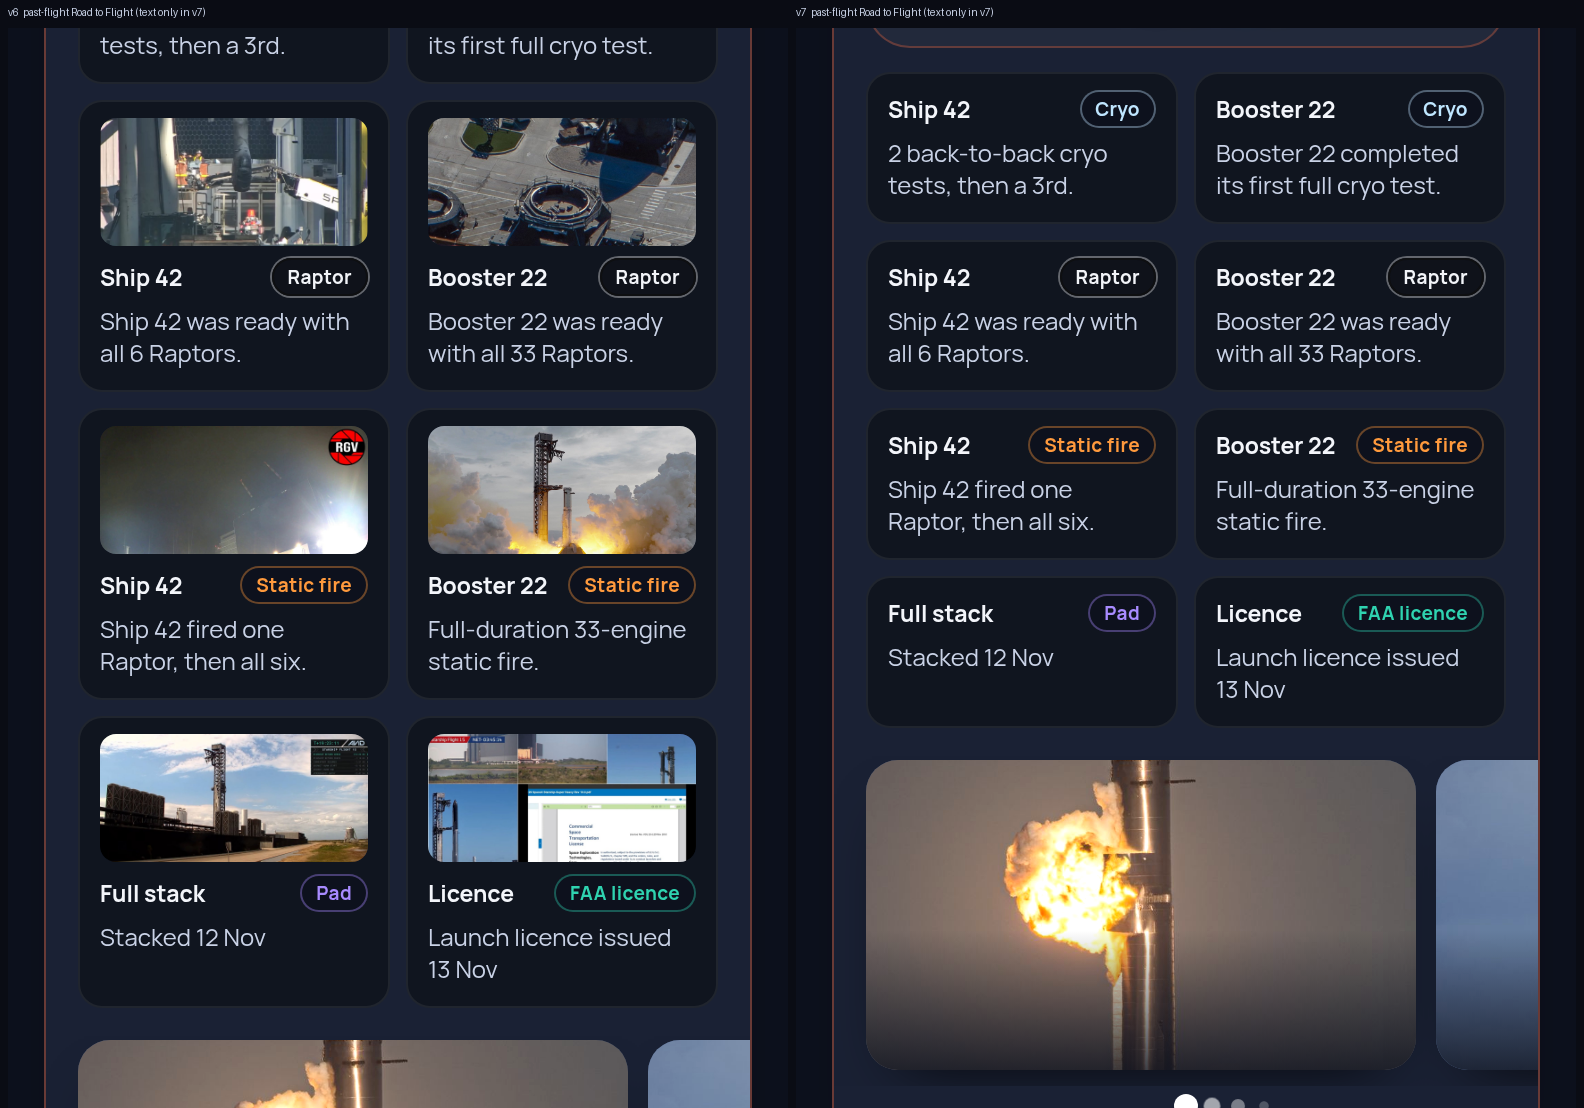 v6 past-flight Road to Flight (text only in v7)
tests, then a 3rd.
its first full cryo test.
SP
Ship 42
Raptor
Ship 42 was ready with
all 6 Raptors.
Booster 22
Raptor
Booster 22 was ready
with all 33 Raptors.
RGV
Ship 42
Static fire
Ship 42 fired one
Raptor, then all six.
Booster 22
Static fire
Full-duration 33-engine
static fire.
Full stack
Pad
Stacked 12 Nov
Commercial
Space
Transportation
License
Licence
FAA licence
Launch licence issued
13 Nov
v7 past-flight Road to Flight (text only in v7)
Ship 42
Cryo
2 back-to-back cryo
tests, then a 3rd.
Booster 22
Cryo
Booster 22 completed
its first full cryo test.
Ship 42
Raptor
Ship 42 was ready with
all 6 Raptors.
Booster 22
Raptor
Booster 22 was ready
with all 33 Raptors.
Ship 42
Static fire
Ship 42 fired one
Raptor, then all six.
Booster 22
Static fire
Full-duration 33-engine
static fire.
Full stack
Pad
Stacked 12 Nov
Licence
FAA licence
Launch licence issued
13 Nov